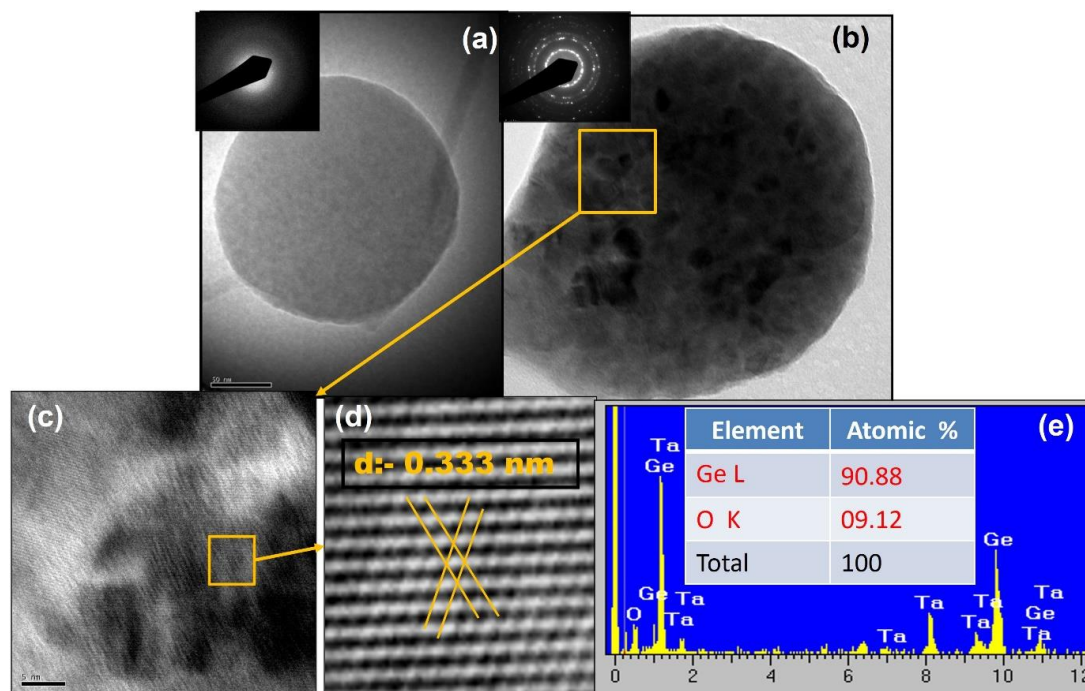 (a)
(b)
50 nm
(c)
5 nm
(d)
d:- 0.333 nm
(e)
Element Atomic %
Ge L 90.88
O K 09.12
Total 100
Ta
Ge
O
Ge
Ta
Ta
Ta
Ta
Ta
Ta
Ge
Ta
Ge
Ta
0 2 4 6 8 10 12